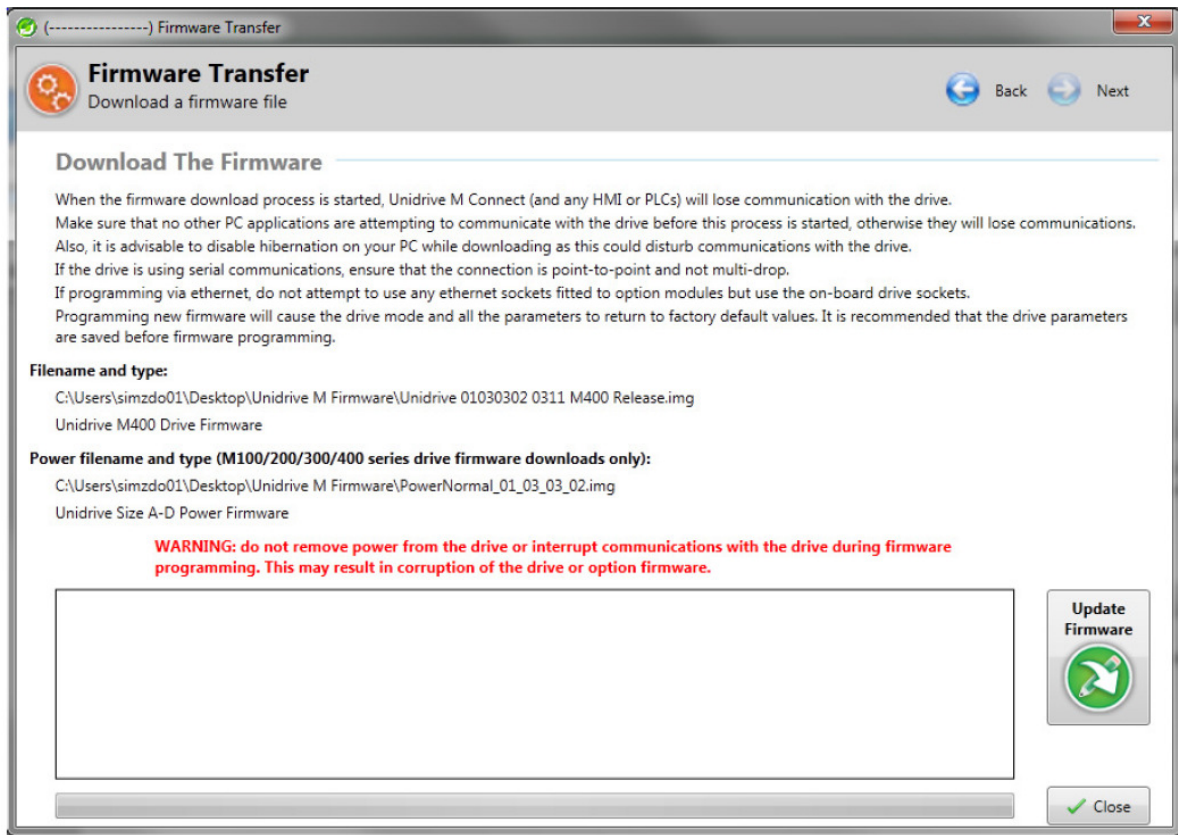 (----------------) Firmware Transfer
Firmware Transfer
Download a firmware file
Back
Next
Download The Firmware
When the firmware download process is started, Unidrive M Connect (and any HMI or PLCs) will lose communication with the drive.
Make sure that no other PC applications are attempting to communicate with the drive before this process is started, otherwise they will lose communications.
Also, it is advisable to disable hibernation on your PC while downloading as this could disturb communications with the drive.
If the drive is using serial communications, ensure that the connection is point-to-point and not multi-drop.
If programming via ethernet, do not attempt to use any ethernet sockets fitted to option modules but use the on-board drive sockets.
Programming new firmware will cause the drive mode and all the parameters to return to factory default values. It is recommended that the drive parameters
are saved before firmware programming.
Filename and type:
C:\Users\simzdo01\Desktop\Unidrive M Firmware\Unidrive 01030302 0311 M400 Release.img
Unidrive M400 Drive Firmware
Power filename and type (M100/200/300/400 series drive firmware downloads only):
C:\Users\simzdo01\Desktop\Unidrive M Firmware\PowerNormal_01_03_03_02.img
Unidrive Size A-D Power Firmware
WARNING: do not remove power from the drive or interrupt communications with the drive during firmware
programming. This may result in corruption of the drive or option firmware.
Update
Firmware
Close